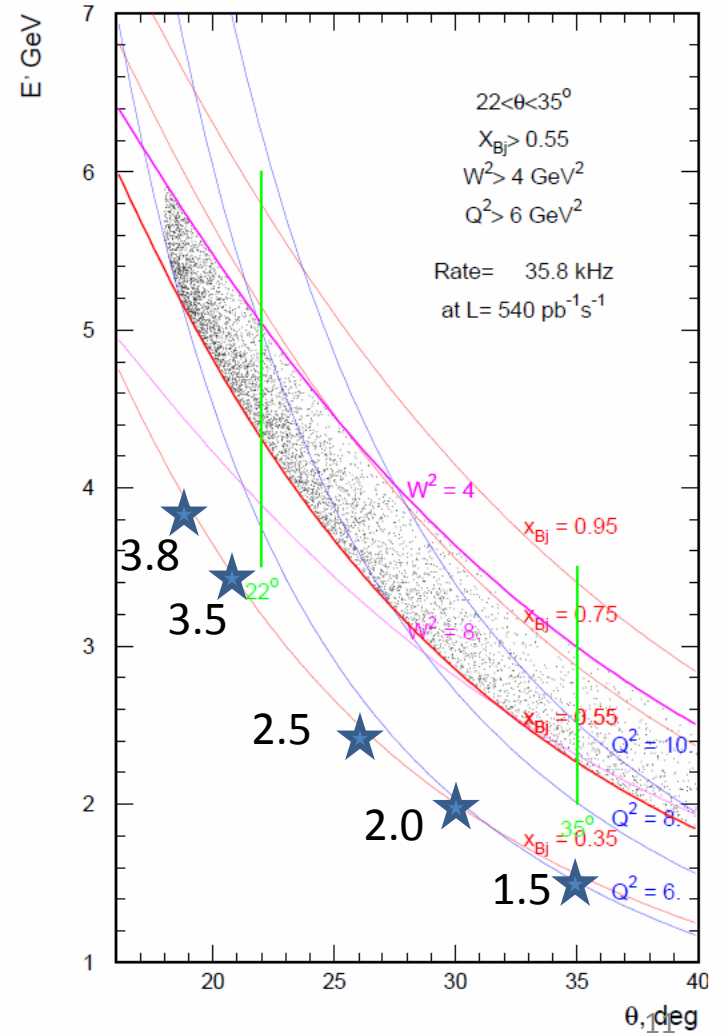 E' GeV
7
22<θ<35°
X_Bj> 0.55
W²> 4 GeV²
Q²> 6 GeV²
Rate= 35.8 kHz
at L= 540 pb⁻¹s⁻¹
6
5
4
W² = 4
x_Bj = 0.95
3.8
22°
3.5
x_Bj = 0.75
W² = 8.
3
x_Bj = 0.55
2.5
Q² = 10.
2
Q² = 8.
2.0
35°
x_Bj = 0.35
1.5
Q² = 6.
1
20 25 30 35 40
θ, deg
11